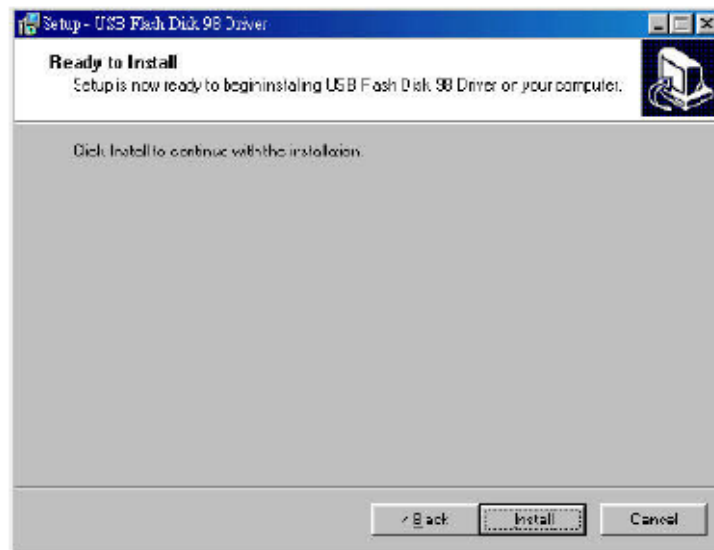 Setup - USB Flash Disk 98 Driver
Ready to Install
Setup is now ready to begin installing USB Flash Disk 98 Driver on your computer.
Click Install to continue with the installation.
< Back
Install
Cancel